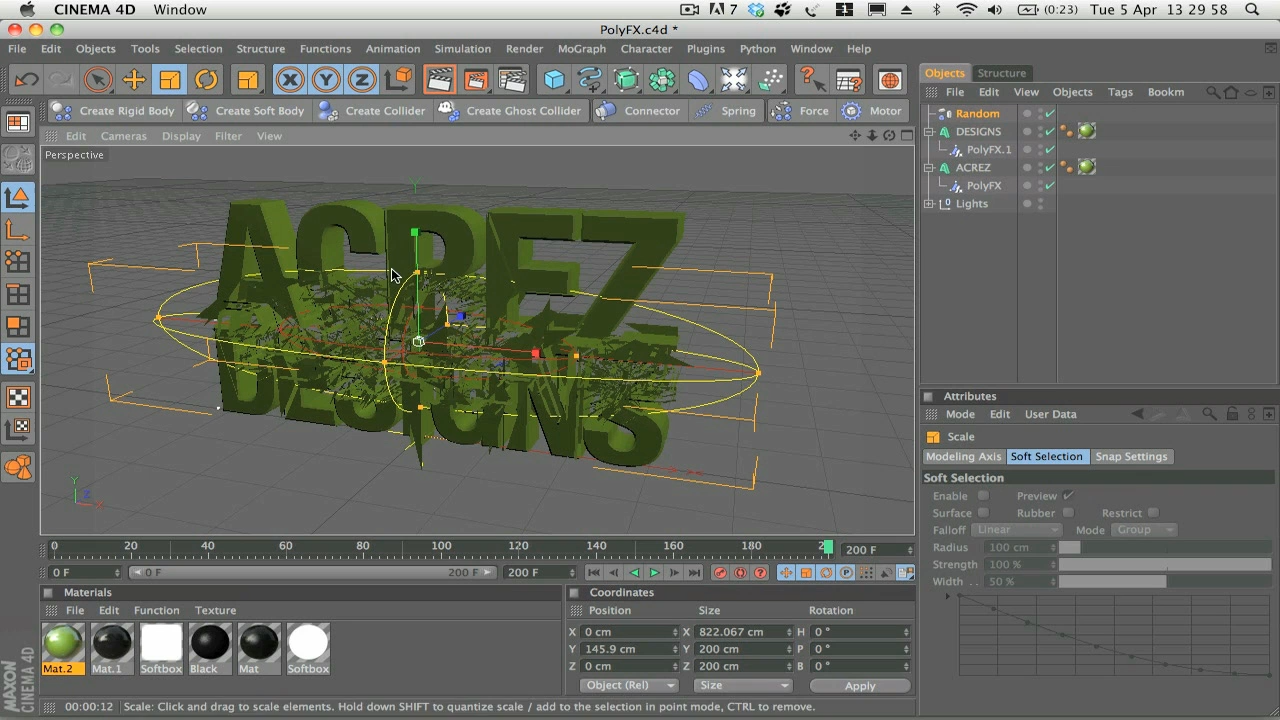 CINEMA 4D Window 7 1 (0:23) Tue 5 Apr 13 29 58
PolyFX.c4d *
File Edit Objects Tools Selection Structure Functions Animation Simulation Render MoGraph Character Plugins Python Window Help
X Y Z
Create Rigid Body Create Soft Body Create Collider Create Ghost Collider Connector Spring Force Motor
Edit Cameras Display Filter View
Perspective
Y
ACREZ
DESIGNS
Y Z X
0 20 40 60 80 100 120 140 160 180 2 200 F
0 F 0 F 200 F 200 F
Materials
File Edit Function Texture
Mat.2 Mat.1 Softbox Black Mat Softbox
Coordinates
Position Size Rotation
X 0 cm X 822.067 cm H 0 °
Y 145.9 cm Y 200 cm P 0 °
Z 0 cm Z 200 cm B 0 °
Object (Rel) Size Apply
Objects Structure
File Edit View Objects Tags Bookm
Random
DESIGNS
PolyFX.1
ACREZ
PolyFX
Lights
Attributes
Mode Edit User Data
Scale
Modeling Axis Soft Selection Snap Settings
Soft Selection
Enable Preview
Surface Rubber Restrict
Falloff Linear Mode Group
Radius 100 cm
Strength 100 %
Width . . 50 %
MAXON
CINEMA 4D
00:00:12 Scale: Click and drag to scale elements. Hold down SHIFT to quantize scale / add to the selection in point mode, CTRL to remove.